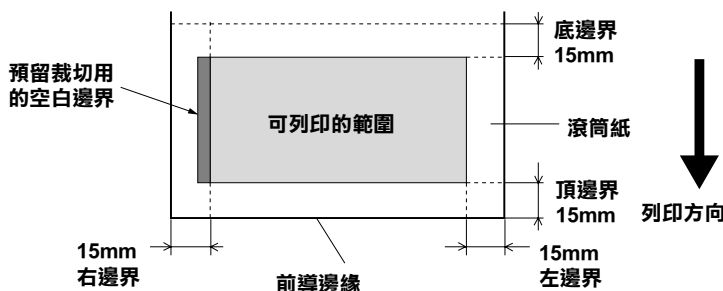 底邊界
15mm
預留裁切用
的空白邊界
可列印的範圍
滾筒紙
頂邊界
15mm
列印方向
15mm
右邊界
前導邊緣
15mm
左邊界